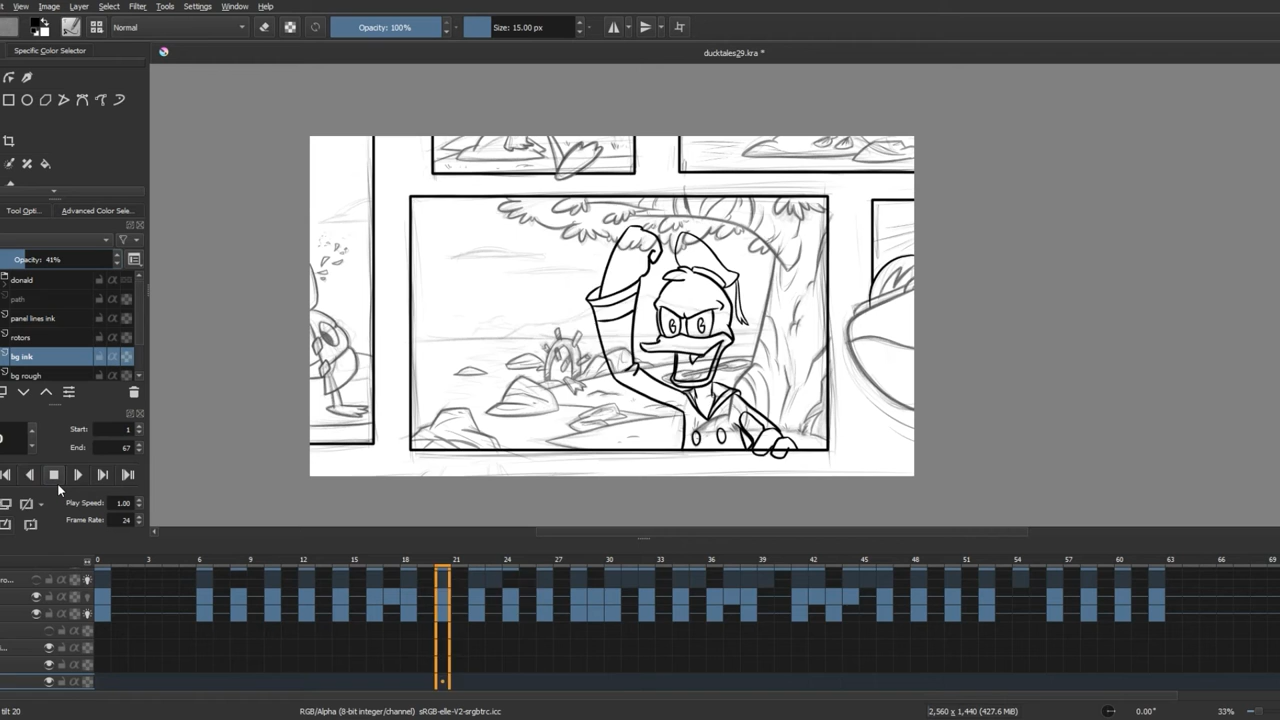 View Image Layer Select Filter Tools Settings Window Help
Normal Opacity: 100% Size: 15.00 px
Specific Color Selector ducktales29.kra *
Tool Opti... Advanced Color Sele...
Opacity: 41%
donald
path
panel lines ink
rotors
bg ink
bg rough
Start: 1
End: 67
Play Speed: 1.00
Frame Rate: 24
0 3 6 9 12 15 18 21 24 27 30 33 36 39 42 45 48 51 54 57 60 63 66 69
ro...
tilt 20 RGB/Alpha (8-bit integer/channel) sRGB-elle-V2-srgbtrc.icc 2,560 x 1,440 (427.6 MiB) 0.00° 33%